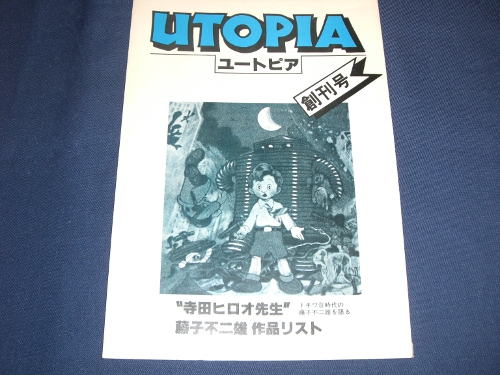 UTOPIA
ユートピア
創刊号
"寺田ヒロオ先生"
トキワ荘時代の
藤子不二雄を語る
藤子不二雄 作品リスト